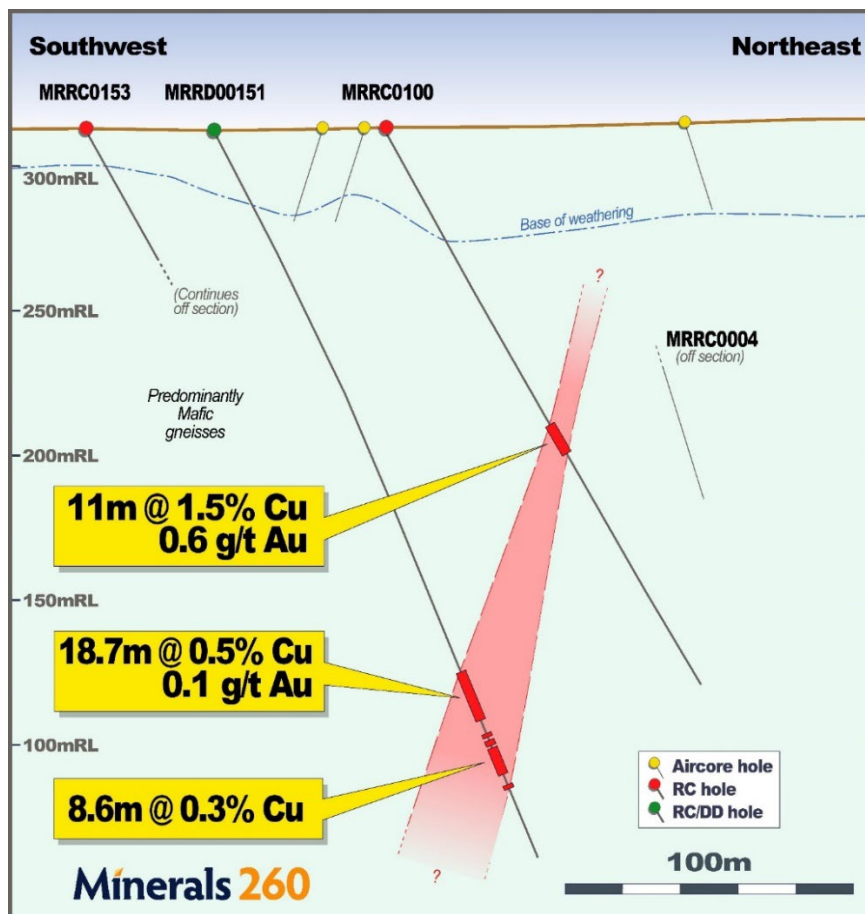 Southwest
Northeast
MRRC0153
MRRD00151
MRRC0100
300mRL
Base of weathering
(Continues
off section)
?
250mRL
MRRC0004
(off section)
Predominantly
Mafic
gneisses
200mRL
11m @ 1.5% Cu
0.6 g/t Au
150mRL
18.7m @ 0.5% Cu
0.1 g/t Au
100mRL
8.6m @ 0.3% Cu
Aircore hole
RC hole
RC/DD hole
?
Minerals 260
100m